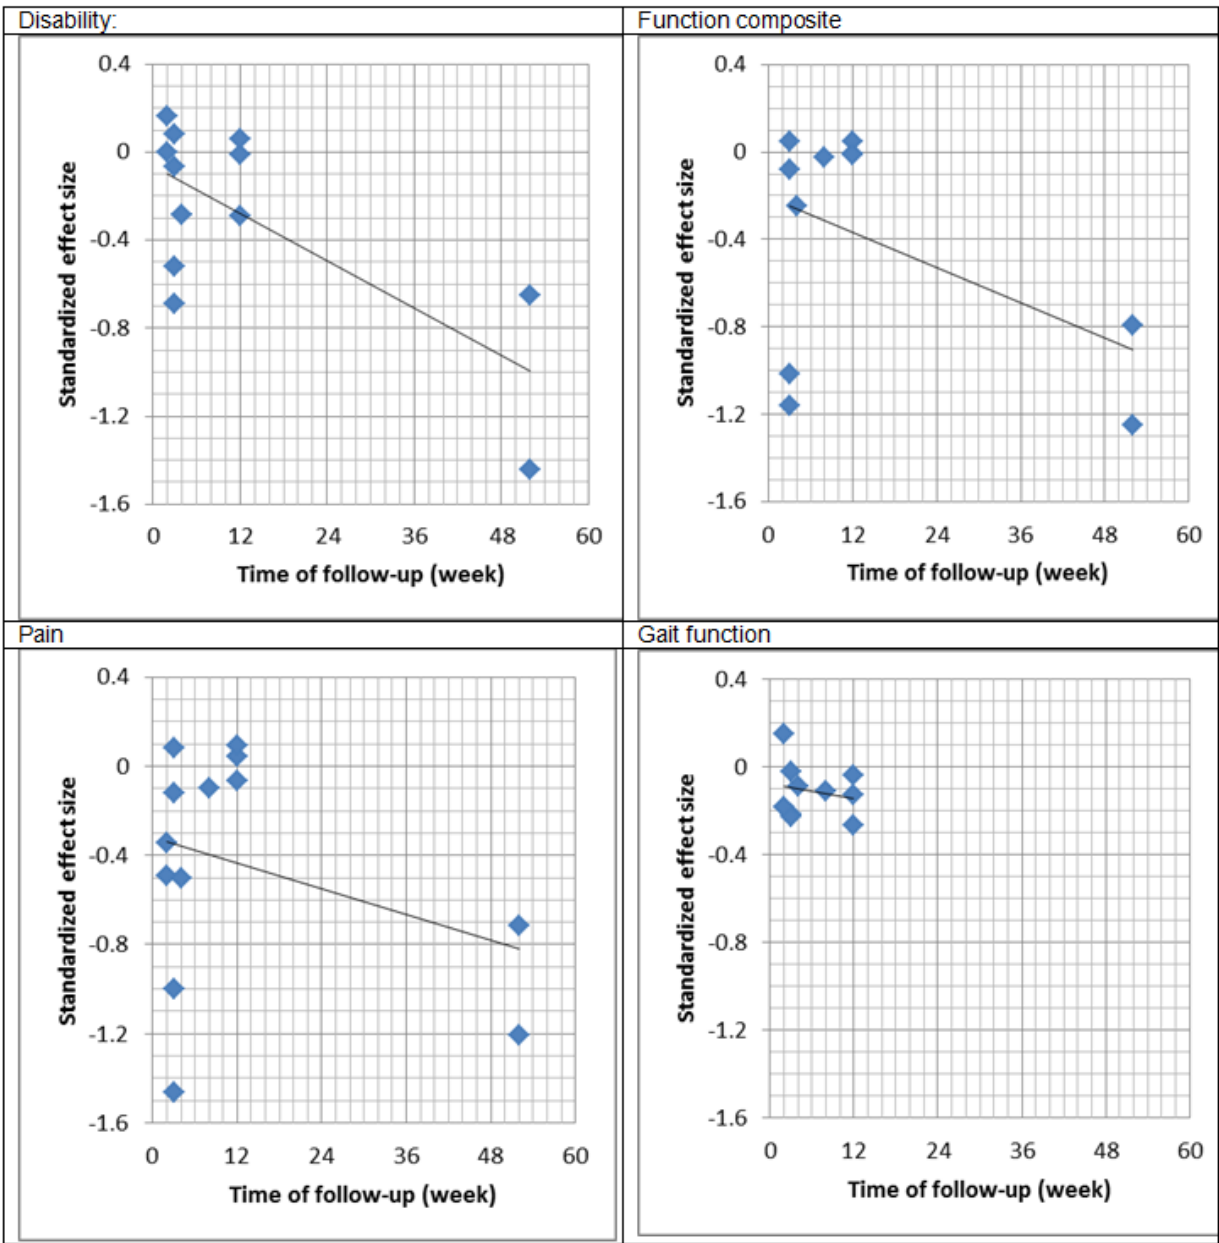 Disability:
Function composite
0.4
0
-0.4
-0.8
-1.2
-1.6
Standardized effect size
0 12 24 36 48 60
Time of follow-up (week)
0.4
0
-0.4
-0.8
-1.2
-1.6
Standardized effect size
0 12 24 36 48 60
Time of follow-up (week)
Pain
Gait function
0.4
0
-0.4
-0.8
-1.2
-1.6
Standardized effect size
0 12 24 36 48 60
Time of follow-up (week)
0.4
0
-0.4
-0.8
-1.2
-1.6
Standardized effect size
0 12 24 36 48 60
Time of follow-up (week)